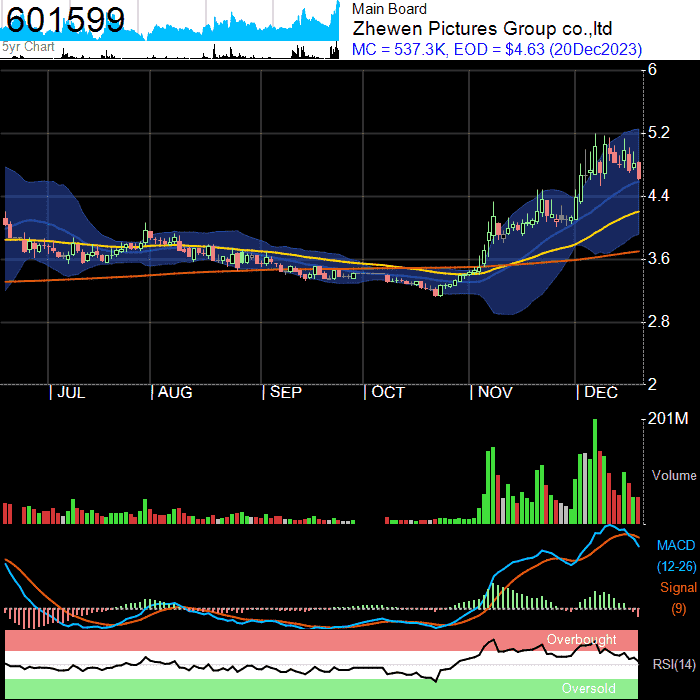 601599
5yr Chart
Main Board
Zhewen Pictures Group co.,ltd
MC = 537.3K, EOD = $4.63 (20Dec2023)
6
5.2
4.4
3.6
2.8
2
JUL AUG SEP OCT NOV DEC
201M
Volume
MACD
(12-26)
Signal
(9)
Overbought
RSI(14)
Oversold